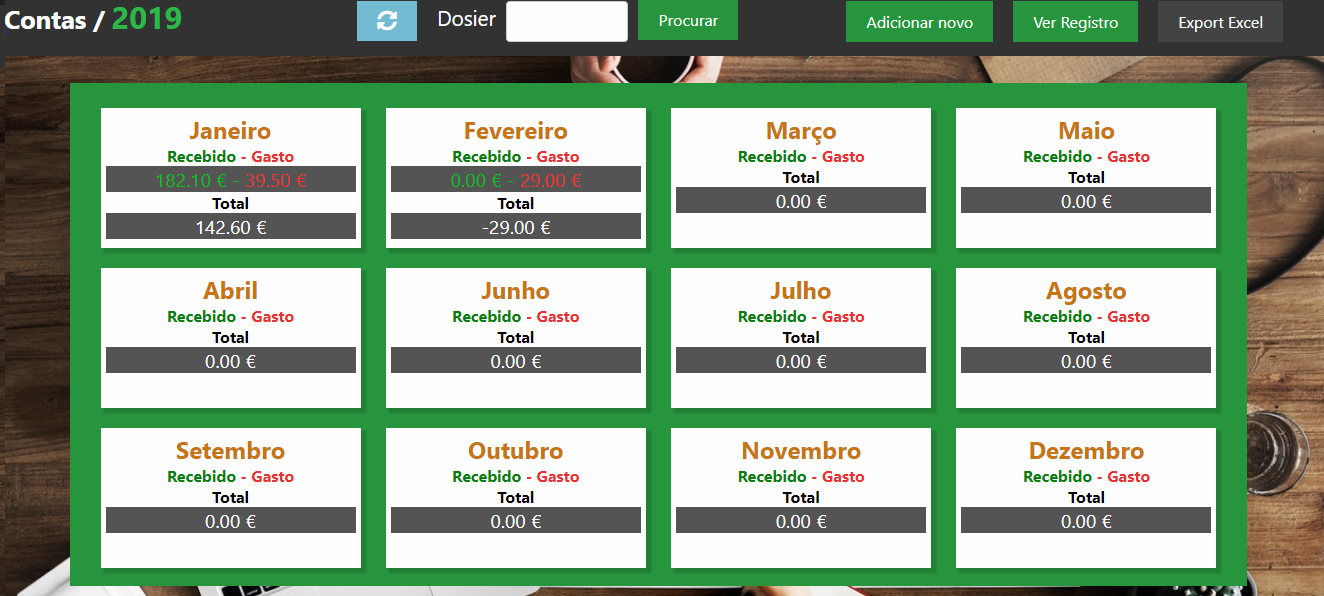 Contas / 2019
Dosier
Procurar
Adicionar novo
Ver Registro
Export Excel
Janeiro
Recebido - Gasto
182.10 € - 39.50 €
Total
142.60 €
Fevereiro
Recebido - Gasto
0.00 € - 29.00 €
Total
-29.00 €
Março
Recebido - Gasto
Total
0.00 €
Maio
Recebido - Gasto
Total
0.00 €
Abril
Recebido - Gasto
Total
0.00 €
Junho
Recebido - Gasto
Total
0.00 €
Julho
Recebido - Gasto
Total
0.00 €
Agosto
Recebido - Gasto
Total
0.00 €
Setembro
Recebido - Gasto
Total
0.00 €
Outubro
Recebido - Gasto
Total
0.00 €
Novembro
Recebido - Gasto
Total
0.00 €
Dezembro
Recebido - Gasto
Total
0.00 €